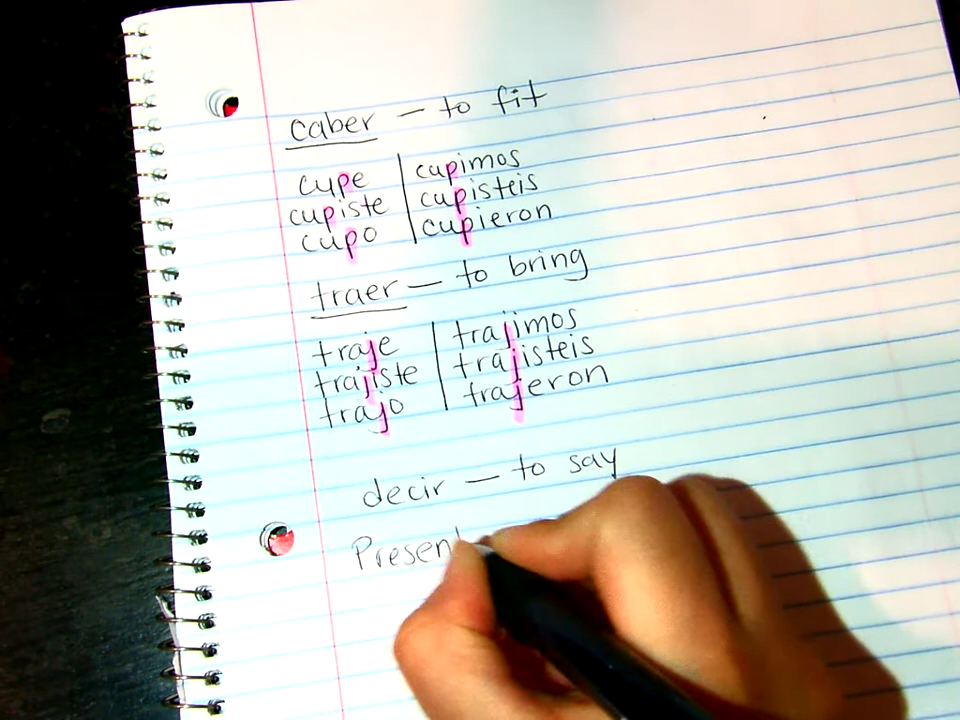 caber — to fit
cupe cupimos
cupiste cupisteis
cupo cupieron
traer — to bring
traje trajimos
trajiste trajisteis
trajo trajeron
decir — to say
Present